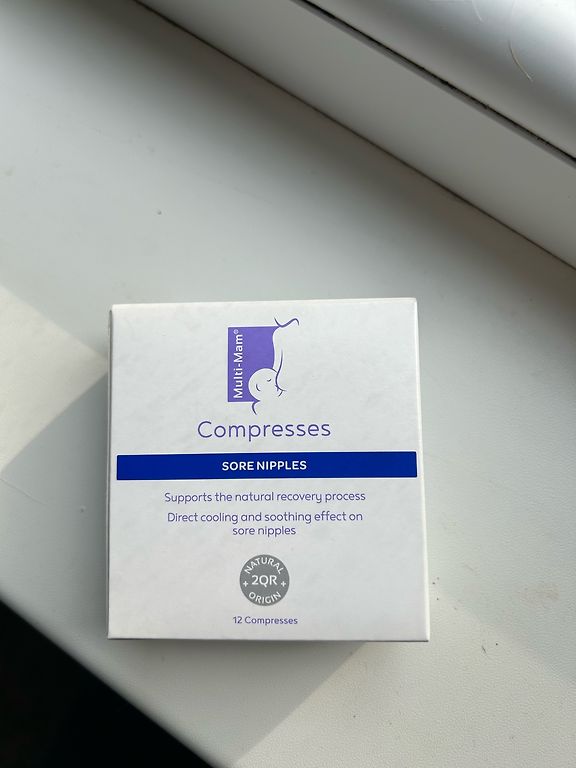 Multi-Mam®
Compresses
SORE NIPPLES
Supports the natural recovery process
Direct cooling and soothing effect on
sore nipples
NATURAL
+ 2QR +
ORIGIN
12 Compresses